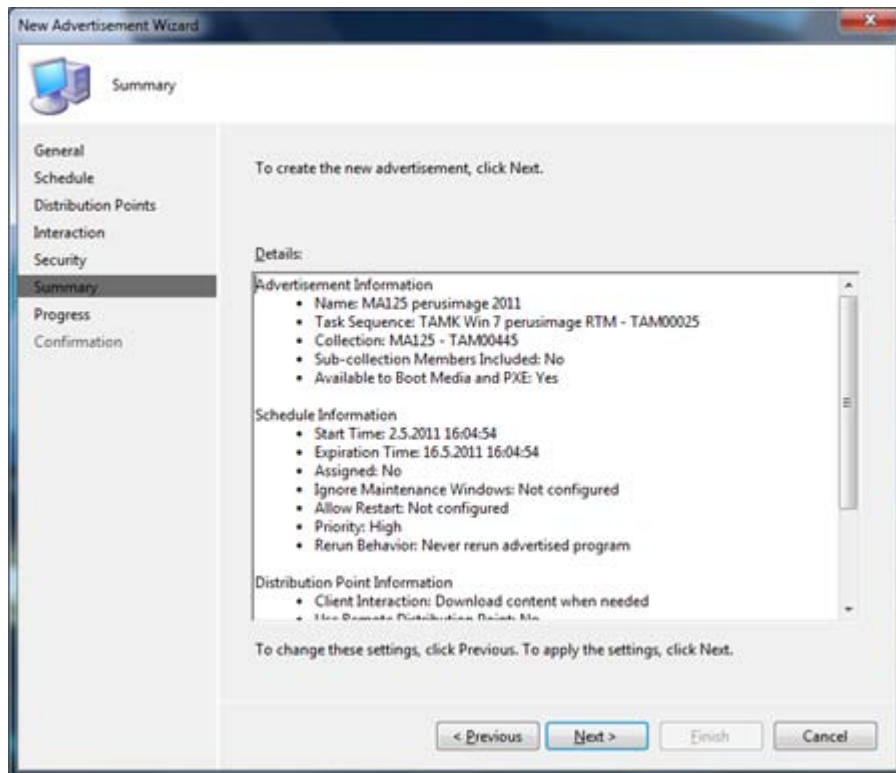 New Advertisement Wizard
Summary
General
Schedule
Distribution Points
Interaction
Security
Summary
Progress
Confirmation
To create the new advertisement, click Next.
Details:
Advertisement Information
• Name: MA125 perusimage 2011
• Task Sequence: TAMK Win 7 perusimage RTM - TAM00025
• Collection: MA125 - TAM00445
• Sub-collection Members Included: No
• Available to Boot Media and PXE: Yes
Schedule Information
• Start Time: 2.5.2011 16:04:54
• Expiration Time: 16.5.2011 16:04:54
• Assigned: No
• Ignore Maintenance Windows: Not configured
• Allow Restart: Not configured
• Priority: High
• Rerun Behavior: Never rerun advertised program
Distribution Point Information
• Client Interaction: Download content when needed
• Use Remote Distribution Point: No
To change these settings, click Previous. To apply the settings, click Next.
< Previous
Next >
Finish
Cancel